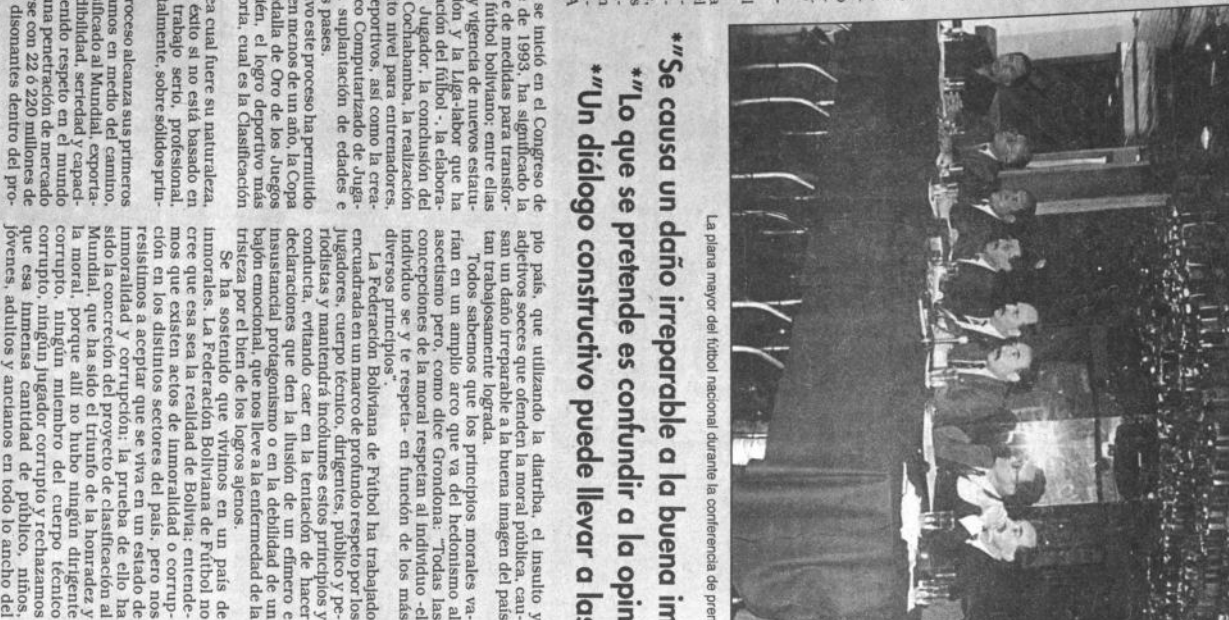 La plana mayor del fútbol nacional durante la conferencia de pren
*"Se causa un daño irreparable a la buena im
*"Lo que se pretende es confundir a la opin
*"Un diálogo constructivo puede llevar a las
se inició en el Congreso de
de 1993, ha significado la
e de medidas para transfor-
fútbol boliviano; entre ellas
y vigencia de nuevos estatu-
ión y la Liga-labor que ha
ación del fútbol -, la elabora-
Jugador, la conclusión del
Cochabamba, la realización
to nivel para entrenadores,
eportivos, así como la crea-
co Computarizado de Juga-
suplantación de edades e
s pases.
vo este proceso ha permitido
en menos de un año, la Copa
dalla de Oro de los Juegos
ién, el logro deportivo más
oria, cual es la Clasificación
ea cual fuere su naturaleza,
éxito si no está basado en
trabajo serio, profesional,
talmente, sobre sólidos prin-
roceso alcanza sus primeros
amos en medio del camino,
sificado al Mundial, exporta-
dibilidad, seriedad y capaci-
eniendo respeto en el mundo
una penetración de mercado
se con 22 ó 220 millones de
disonantes dentro del pro-
pio país, que utilizando la diatriba, el insulto y
adjetivos soeces que ofenden la moral pública, cau-
san un daño irreparable a la buena imagen del país
tan trabajosamente lograda.
Todos sabemos que los principios morales va-
rían en un amplio arco que va del hedonismo al
ascetismo pero, como dice Grondona: "Todas las
concepciones de la moral respetan al individuo -el
individuo se y te respeta- en función de los más
diversos principios".
La Federación Boliviana de Fútbol ha trabajado
encuadrada en un marco de profundo respeto por los
jugadores, cuerpo técnico, dirigentes, público y pe-
riodistas y mantendrá incólumes estos principios y
conducta, evitando caer en la tentación de hacer
declaraciones que den la ilusión de un efímero e
insustancial protagonismo o en la debilidad de un
bajón emocional, que nos lleve a la enfermedad de la
tristeza por el bien de los logros ajenos.
Se ha sostenido que vivimos en un país de
inmorales. La Federación Boliviana de Fútbol no
cree que esa sea la realidad de Bolivia; entende-
mos que existen actos de inmoralidad o corrup-
ción en los distintos sectores del país, pero nos
resistimos a aceptar que se viva en un estado de
inmoralidad y corrupción; la prueba de ello ha
sido la concreción del proyecto de clasificación al
Mundial, que ha sido el triunfo de la honradez y
la moral, porque allí no hubo ningún dirigente
corrupto, ningún miembro del cuerpo técnico
corrupto, ningún jugador corrupto y rechazamos
que esa inmensa cantidad de público, niños,
jóvenes, adultos y ancianos en todo lo ancho del